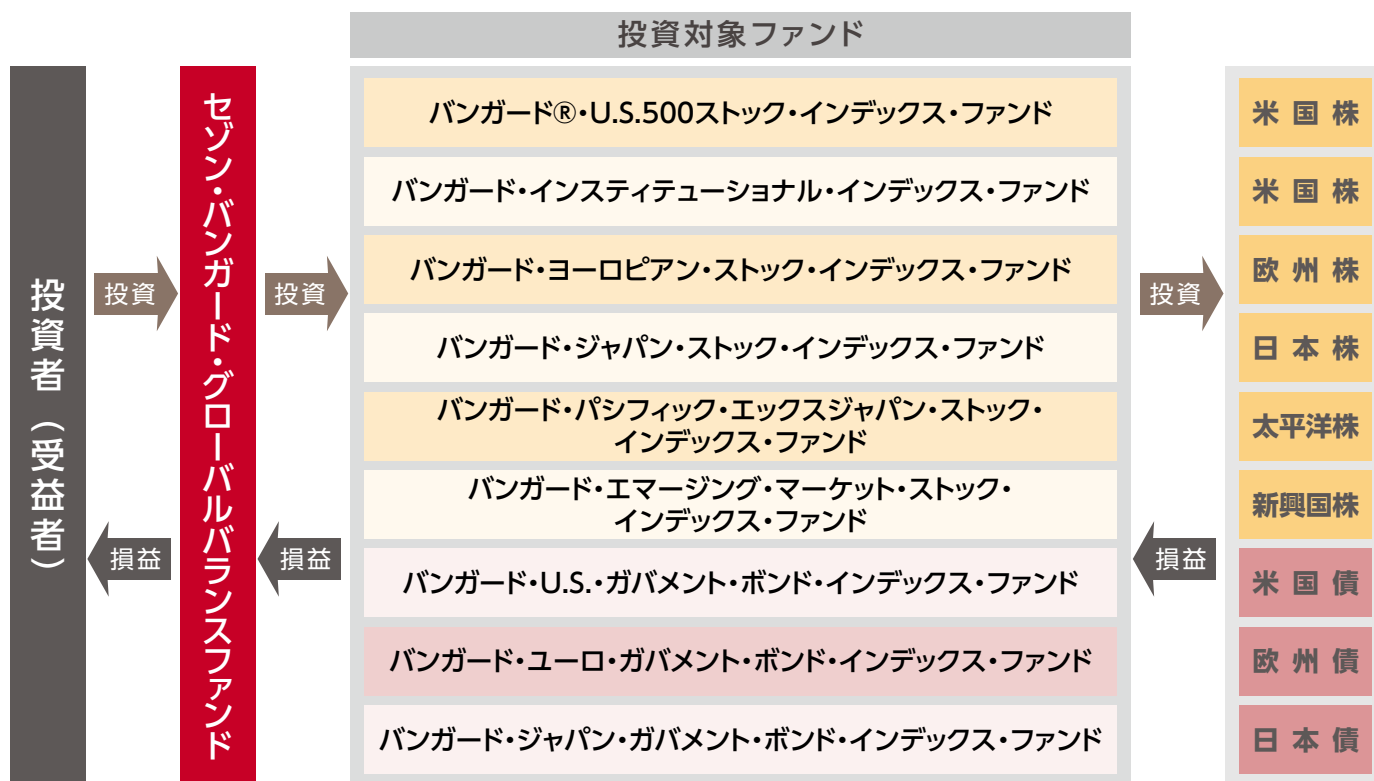 投資対象ファンド
投資者（受益者）
投資
損益
セゾン・バンガード・グローバルバランスファンド
投資
損益
バンガード®・U.S.500ストック・インデックス・ファンド
バンガード・インスティテューショナル・インデックス・ファンド
バンガード・ヨーロピアン・ストック・インデックス・ファンド
バンガード・ジャパン・ストック・インデックス・ファンド
バンガード・パシフィック・エックスジャパン・ストック・
インデックス・ファンド
バンガード・エマージング・マーケット・ストック・
インデックス・ファンド
バンガード・U.S.・ガバメント・ボンド・インデックス・ファンド
バンガード・ユーロ・ガバメント・ボンド・インデックス・ファンド
バンガード・ジャパン・ガバメント・ボンド・インデックス・ファンド
投資
損益
米国株
米国株
欧州株
日本株
太平洋株
新興国株
米国債
欧州債
日本債